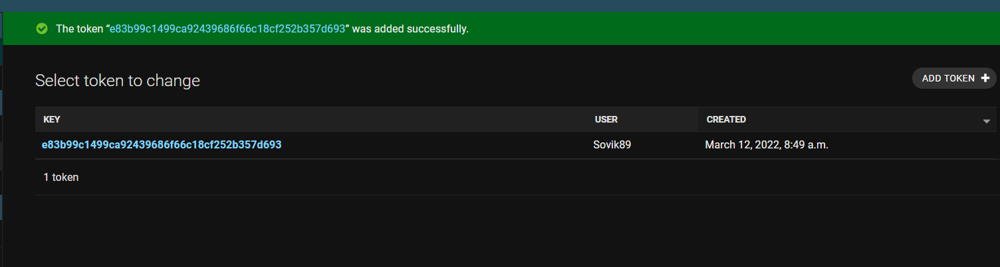 The token “e83b99c1499ca92439686f66c18cf252b357d693” was added successfully.
Select token to change
ADD TOKEN
KEY USER CREATED
e83b99c1499ca92439686f66c18cf252b357d693 Sovik89 March 12, 2022, 8:49 a.m.
1 token